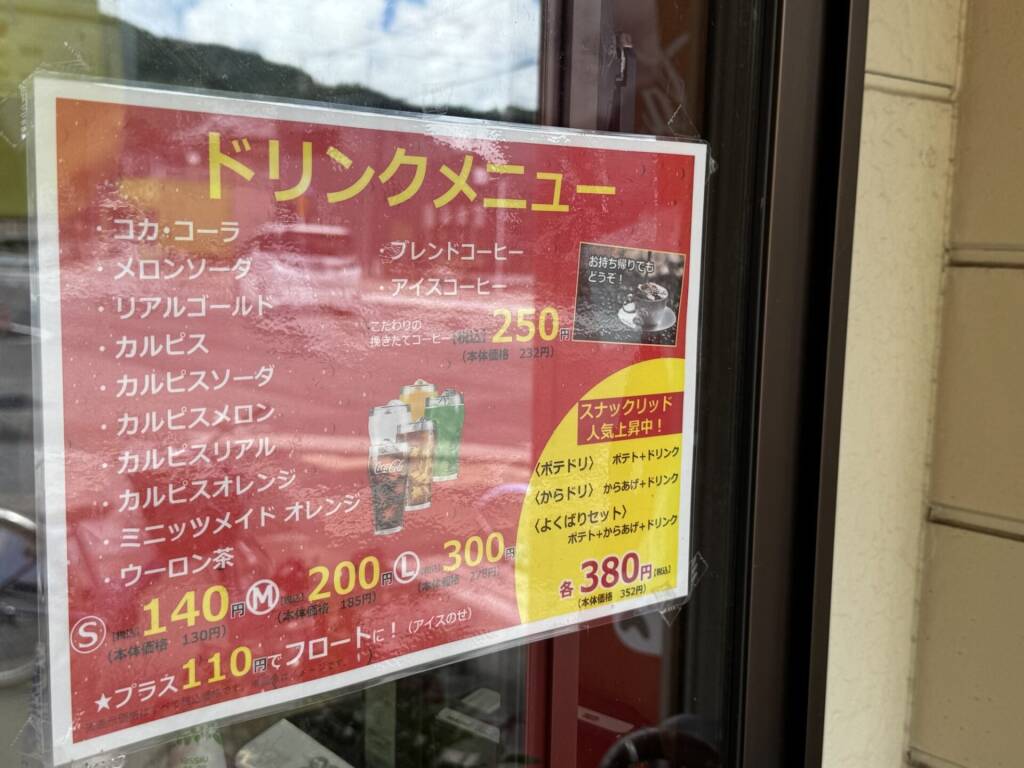 ドリンクメニュー
・コカ・コーラ
・メロンソーダ
・リアルゴールド
・カルピス
・カルピスソーダ
・カルピスメロン
・カルピスリアル
・カルピスオレンジ
・ミニッツメイド オレンジ
・ウーロン茶
・ブレンドコーヒー
・アイスコーヒー
こだわりの
挽きたてコーヒー【税込】250円
（本体価格 232円）
お持ち帰りでも
どうぞ！
Coca-Cola
スナックリッド
人気上昇中！
〈ポテドリ〉 ポテト+ドリンク
〈からドリ〉 からあげ+ドリンク
〈よくばりセット〉
ポテト+からあげ+ドリンク
各380円【税込】
（本体価格 352円）
Ⓢ【税込】140円 Ⓜ【税込】200円 Ⓛ【税込】300円
（本体価格 130円）（本体価格 185円）（本体価格 278円）
★プラス110円でフロートに！（アイスのせ）